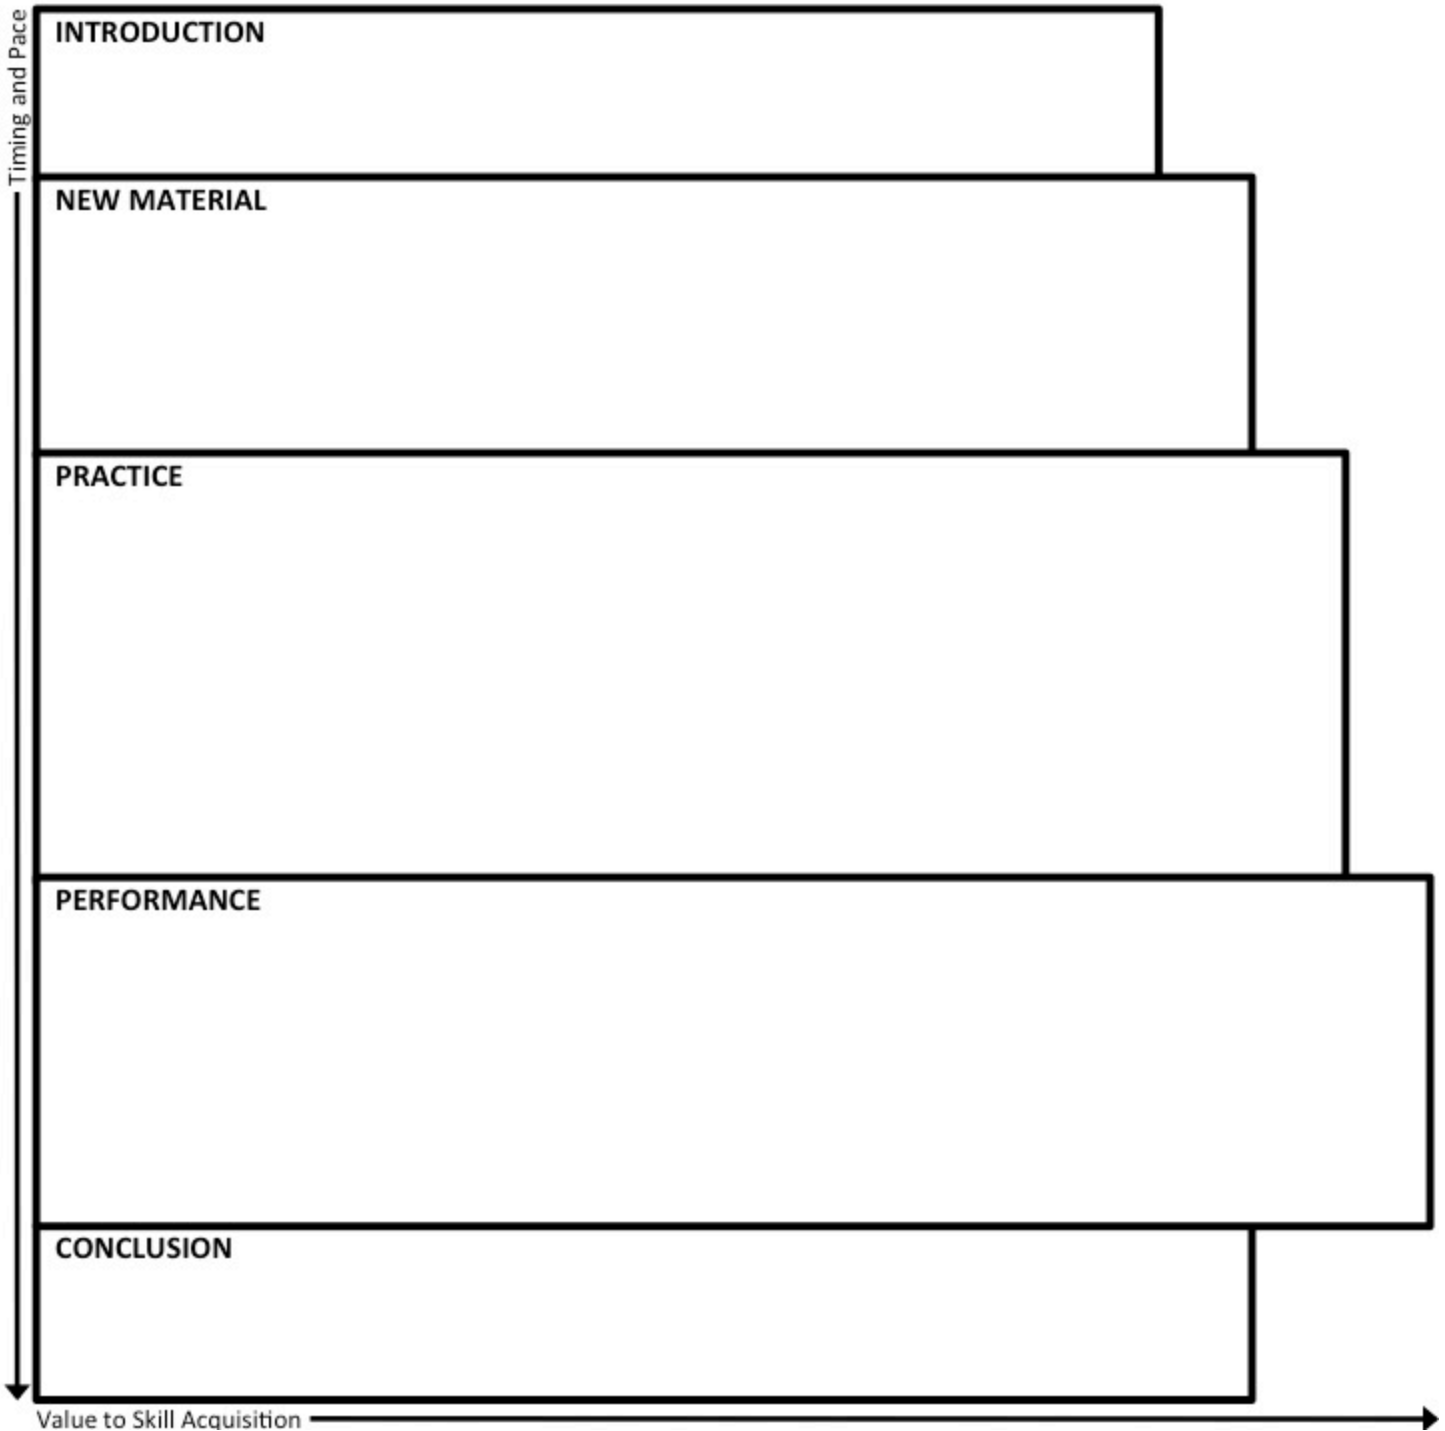 Timing and Pace
INTRODUCTION
NEW MATERIAL
PRACTICE
PERFORMANCE
CONCLUSION
Value to Skill Acquisition